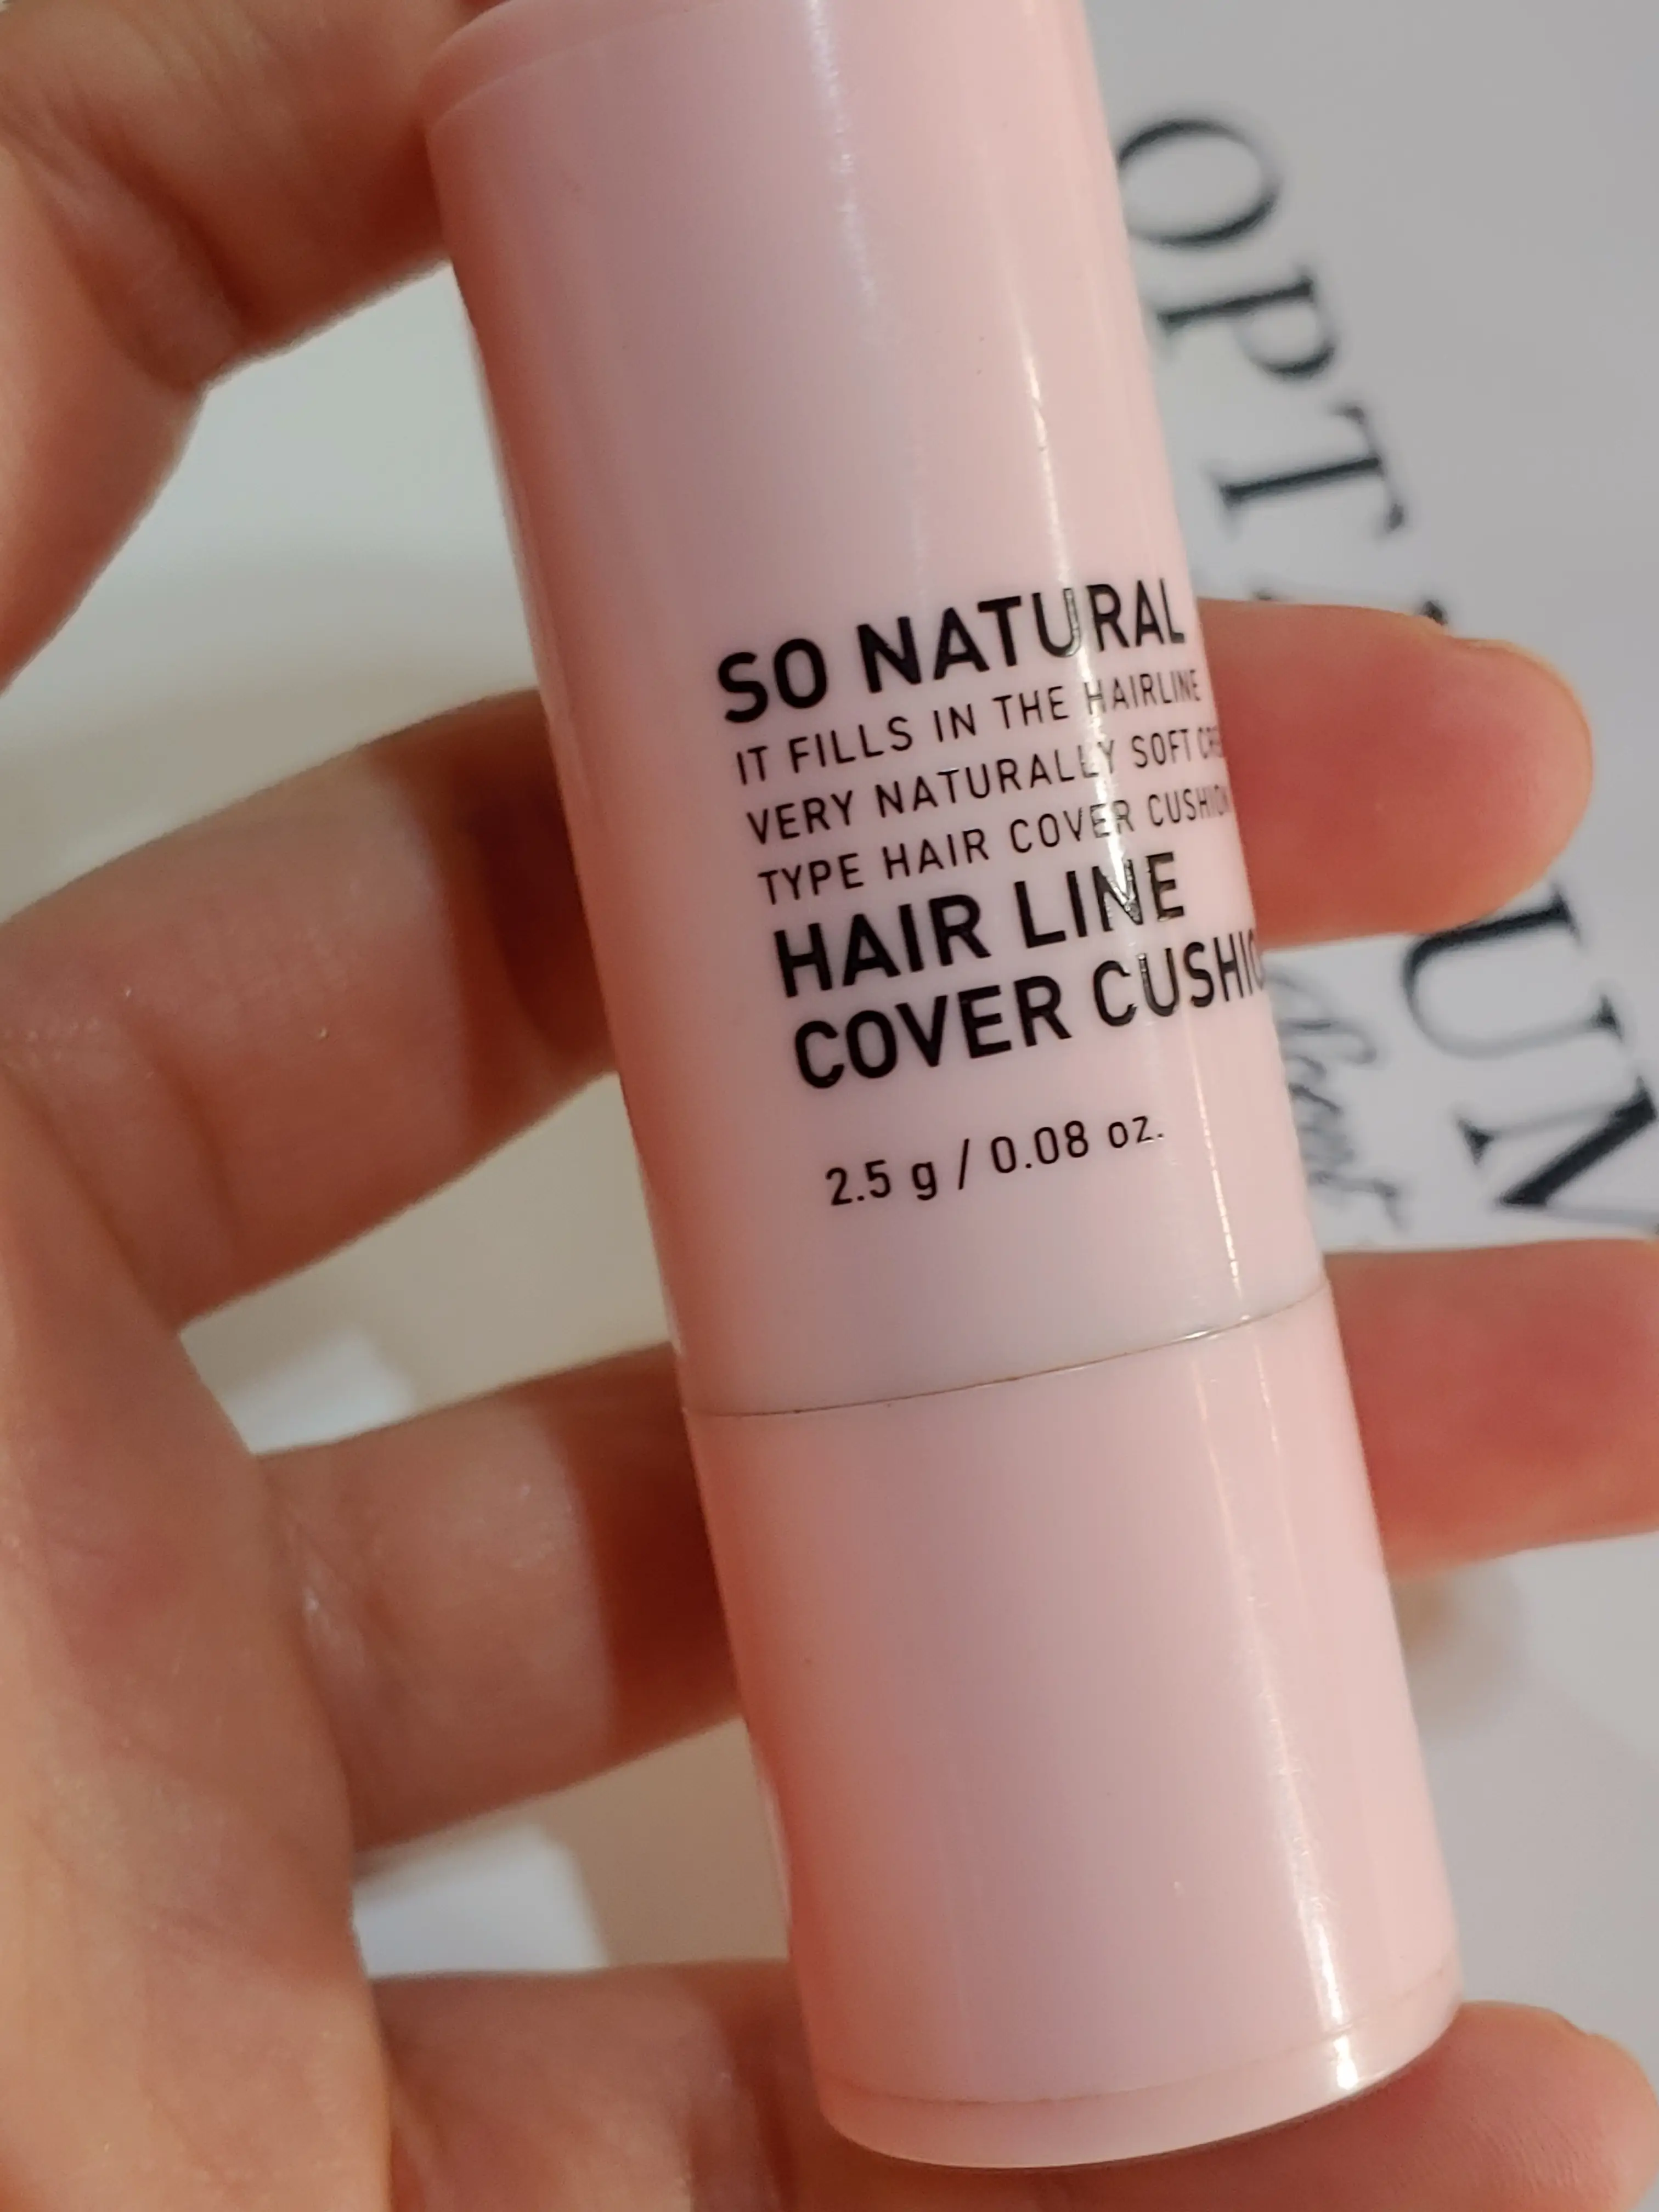 SO NATURAL
IT FILLS IN THE HAIRLINE
VERY NATURALLY SOFT
TYPE HAIR COVER CUSHION
HAIR LINE
COVER
2.5 g / 0.08 oz.